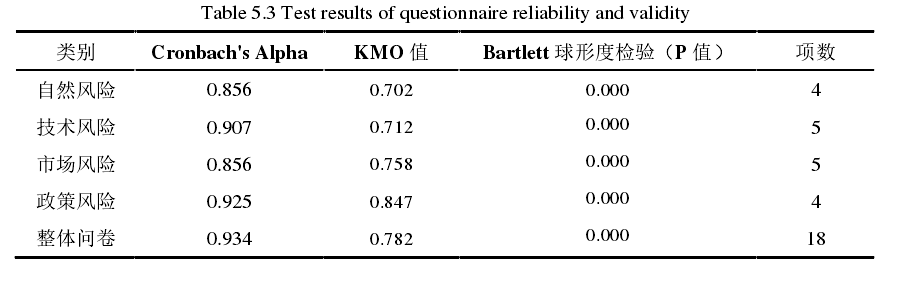 Table 5.3 Test results of questionnaire reliability and validity
类别 Cronbach's Alpha KMO 值 Bartlett 球形度检验（P 值） 项数
自然风险 0.856 0.702 0.000 4
技术风险 0.907 0.712 0.000 5
市场风险 0.856 0.758 0.000 5
政策风险 0.925 0.847 0.000 4
整体问卷 0.934 0.782 0.000 18